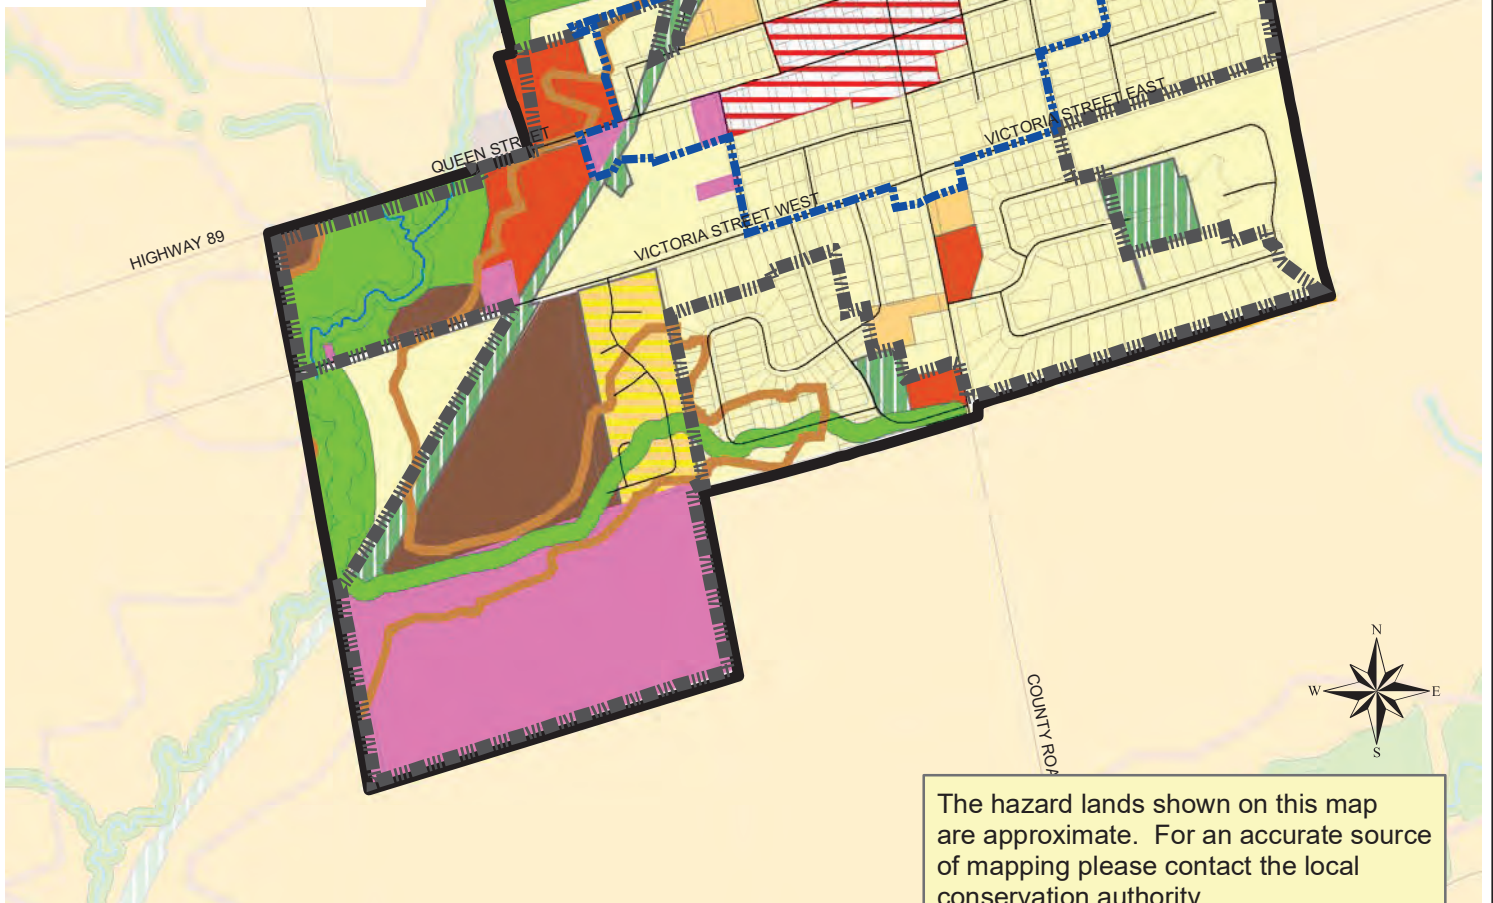 QUEEN STREET
VICTORIA STREET EAST
VICTORIA STREET WEST
HIGHWAY 89
N
W
E
S
COUNTY ROA
The hazard lands shown on this map
are approximate.  For an accurate source
of mapping please contact the local
conservation authority